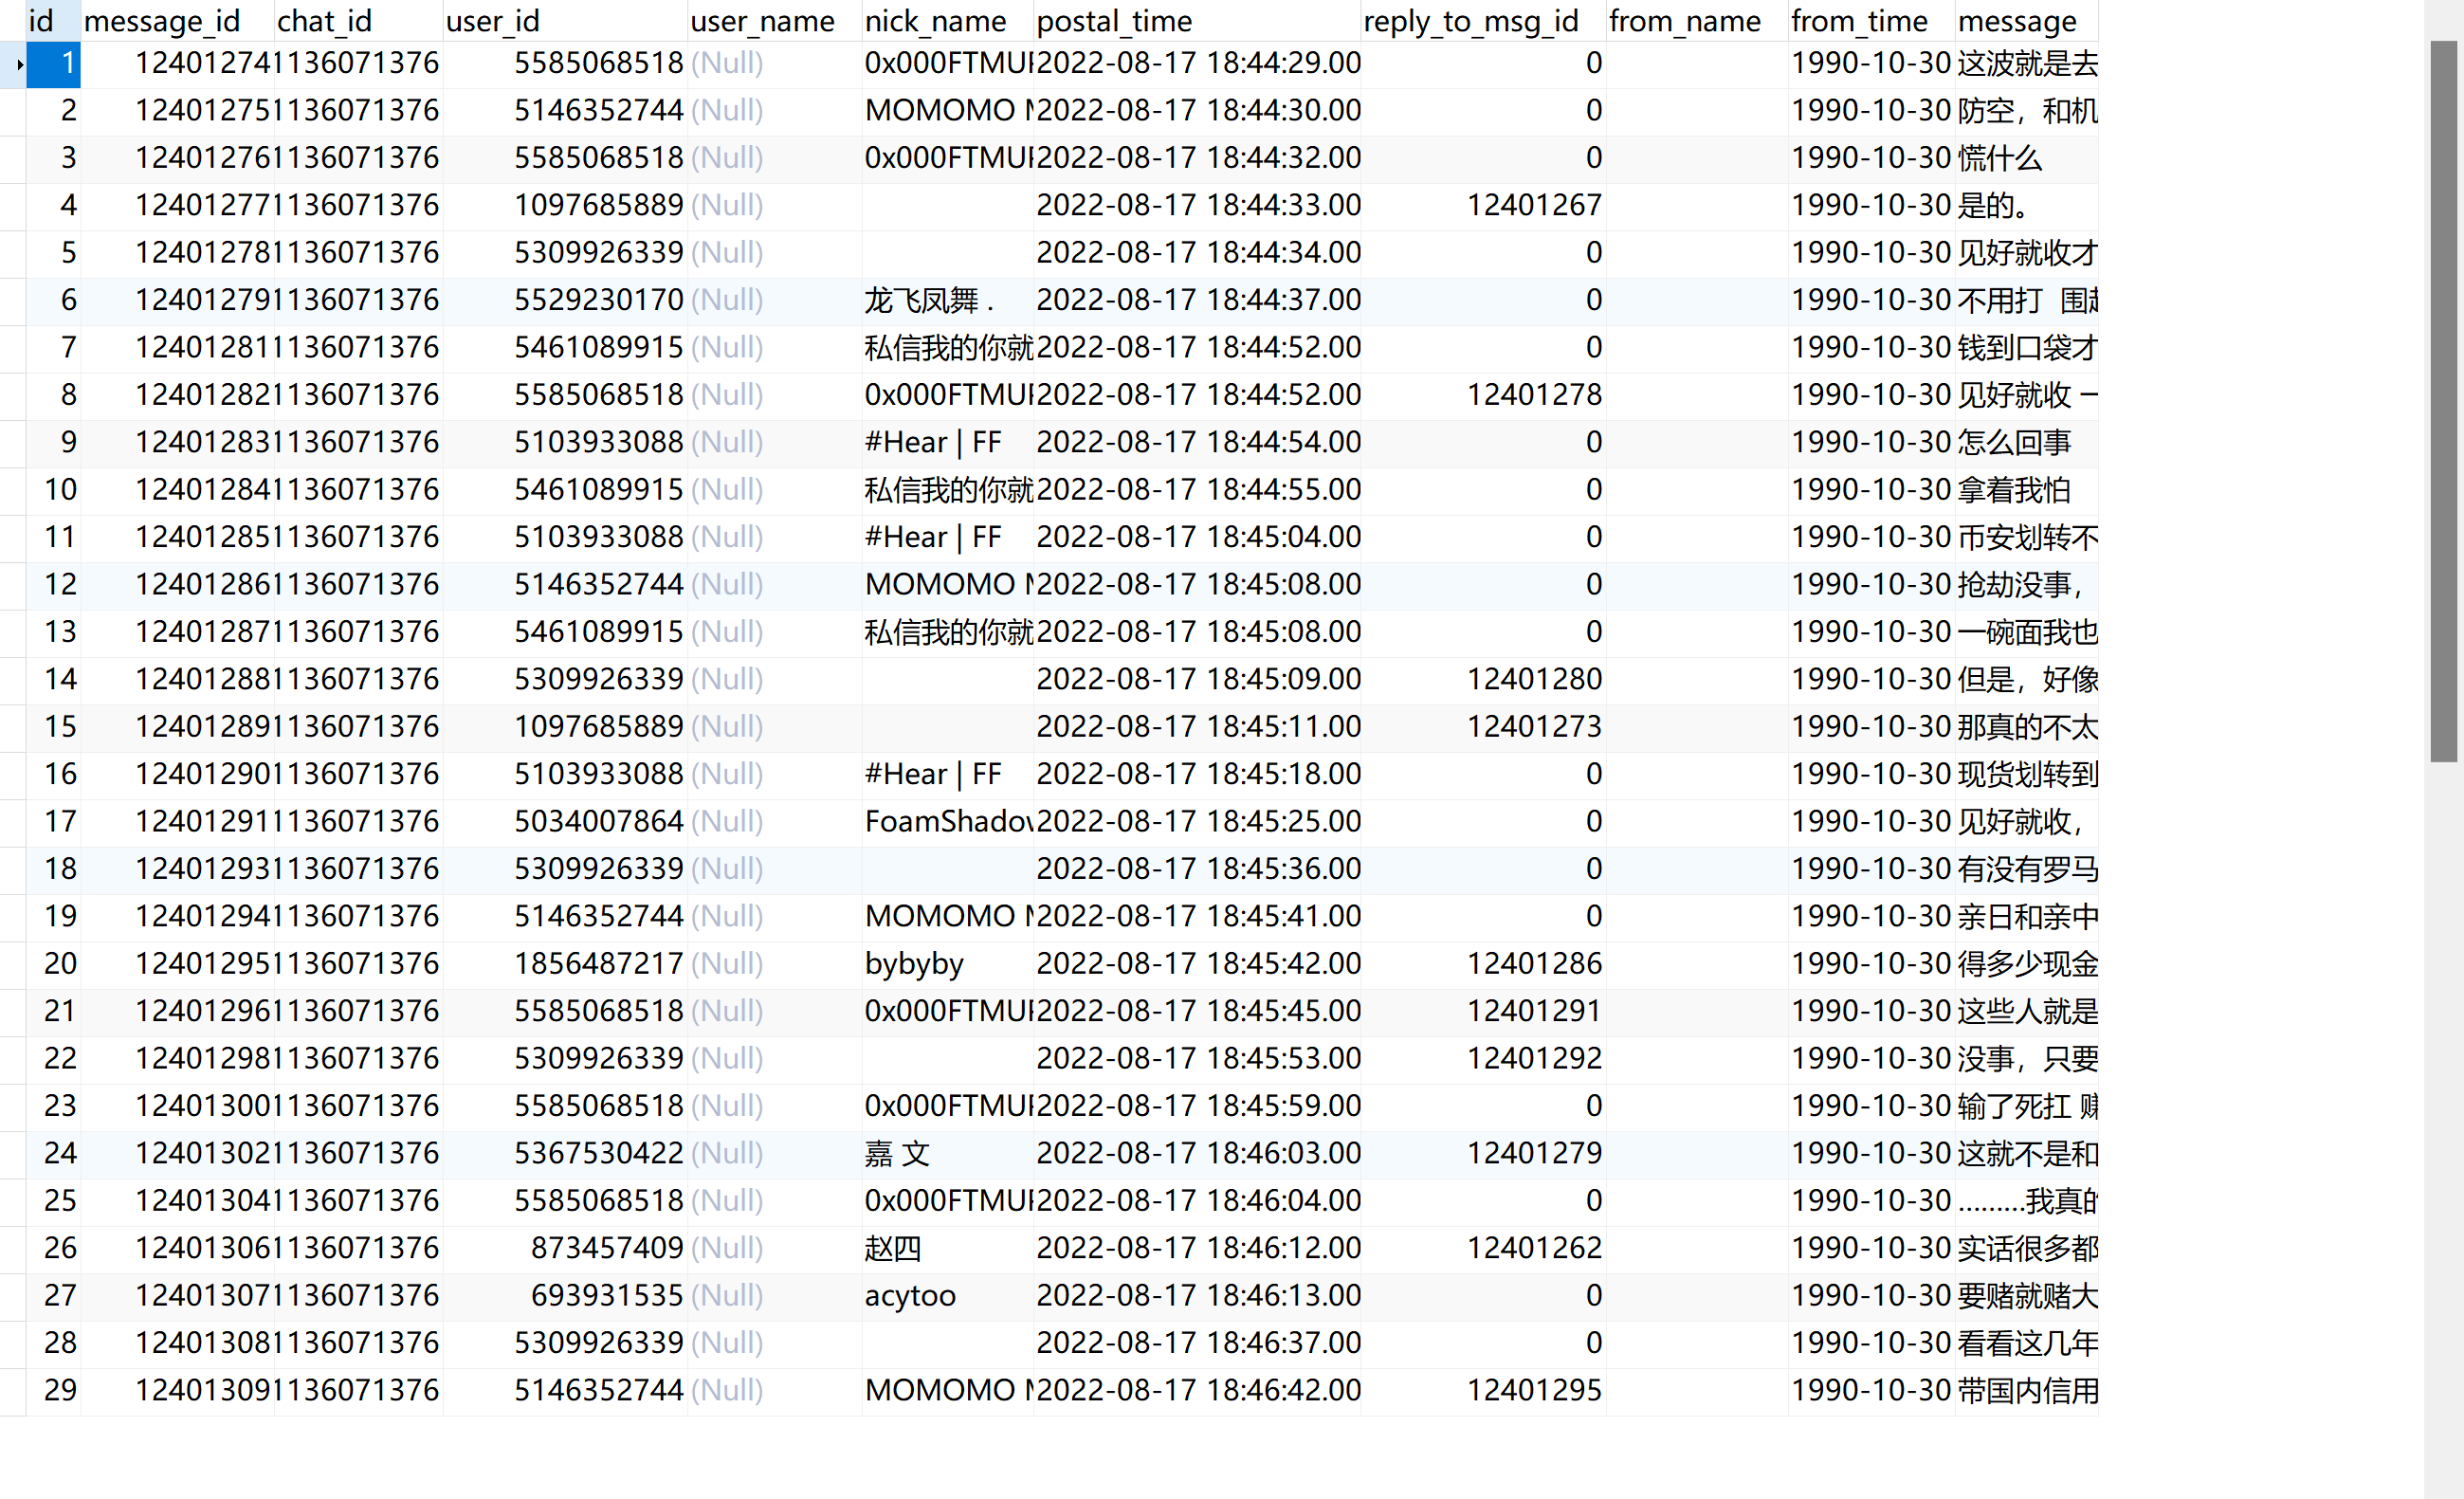 id message_id chat_id user_id user_name nick_name postal_time reply_to_msg_id from_name from_time message
1 12401274 1136071376 5585068518 (Null) 0x000FTMU 2022-08-17 18:44:29.00 0 1990-10-30 这波就是去
2 12401275 1136071376 5146352744 (Null) MOMOMO 2022-08-17 18:44:30.00 0 1990-10-30 防空，和机
3 12401276 1136071376 5585068518 (Null) 0x000FTMU 2022-08-17 18:44:32.00 0 1990-10-30 慌什么
4 12401277 1136071376 1097685889 (Null) 2022-08-17 18:44:33.00 12401267 1990-10-30 是的。
5 12401278 1136071376 5309926339 (Null) 2022-08-17 18:44:34.00 0 1990-10-30 见好就收才
6 12401279 1136071376 5529230170 (Null) 龙飞凤舞 . 2022-08-17 18:44:37.00 0 1990-10-30 不用打 围起
7 12401281 1136071376 5461089915 (Null) 私信我的你就 2022-08-17 18:44:52.00 0 1990-10-30 钱到口袋才
8 12401282 1136071376 5585068518 (Null) 0x000FTMU 2022-08-17 18:44:52.00 12401278 1990-10-30 见好就收 一
9 12401283 1136071376 5103933088 (Null) #Hear | FF 2022-08-17 18:44:54.00 0 1990-10-30 怎么回事
10 12401284 1136071376 5461089915 (Null) 私信我的你就 2022-08-17 18:44:55.00 0 1990-10-30 拿着我怕
11 12401285 1136071376 5103933088 (Null) #Hear | FF 2022-08-17 18:45:04.00 0 1990-10-30 币安划转不
12 12401286 1136071376 5146352744 (Null) MOMOMO 2022-08-17 18:45:08.00 0 1990-10-30 抢劫没事，
13 12401287 1136071376 5461089915 (Null) 私信我的你就 2022-08-17 18:45:08.00 0 1990-10-30 一碗面我也
14 12401288 1136071376 5309926339 (Null) 2022-08-17 18:45:09.00 12401280 1990-10-30 但是，好像
15 12401289 1136071376 1097685889 (Null) 2022-08-17 18:45:11.00 12401273 1990-10-30 那真的不太
16 12401290 1136071376 5103933088 (Null) #Hear | FF 2022-08-17 18:45:18.00 0 1990-10-30 现货划转到
17 12401291 1136071376 5034007864 (Null) FoamShadow 2022-08-17 18:45:25.00 0 1990-10-30 见好就收，
18 12401293 1136071376 5309926339 (Null) 2022-08-17 18:45:36.00 0 1990-10-30 有没有罗马
19 12401294 1136071376 5146352744 (Null) MOMOMO 2022-08-17 18:45:41.00 0 1990-10-30 亲日和亲中
20 12401295 1136071376 1856487217 (Null) bybyby 2022-08-17 18:45:42.00 12401286 1990-10-30 得多少现金
21 12401296 1136071376 5585068518 (Null) 0x000FTMU 2022-08-17 18:45:45.00 12401291 1990-10-30 这些人就是
22 12401298 1136071376 5309926339 (Null) 2022-08-17 18:45:53.00 12401292 1990-10-30 没事，只要
23 12401300 1136071376 5585068518 (Null) 0x000FTMU 2022-08-17 18:45:59.00 0 1990-10-30 输了死扛 赚
24 12401302 1136071376 5367530422 (Null) 嘉 文 2022-08-17 18:46:03.00 12401279 1990-10-30 这就不是和
25 12401304 1136071376 5585068518 (Null) 0x000FTMU 2022-08-17 18:46:04.00 0 1990-10-30 .........我真的
26 12401306 1136071376 873457409 (Null) 赵四 2022-08-17 18:46:12.00 12401262 1990-10-30 实话很多都
27 12401307 1136071376 693931535 (Null) acytoo 2022-08-17 18:46:13.00 0 1990-10-30 要赌就赌大
28 12401308 1136071376 5309926339 (Null) 2022-08-17 18:46:37.00 0 1990-10-30 看看这几年
29 12401309 1136071376 5146352744 (Null) MOMOMO 2022-08-17 18:46:42.00 12401295 1990-10-30 带国内信用